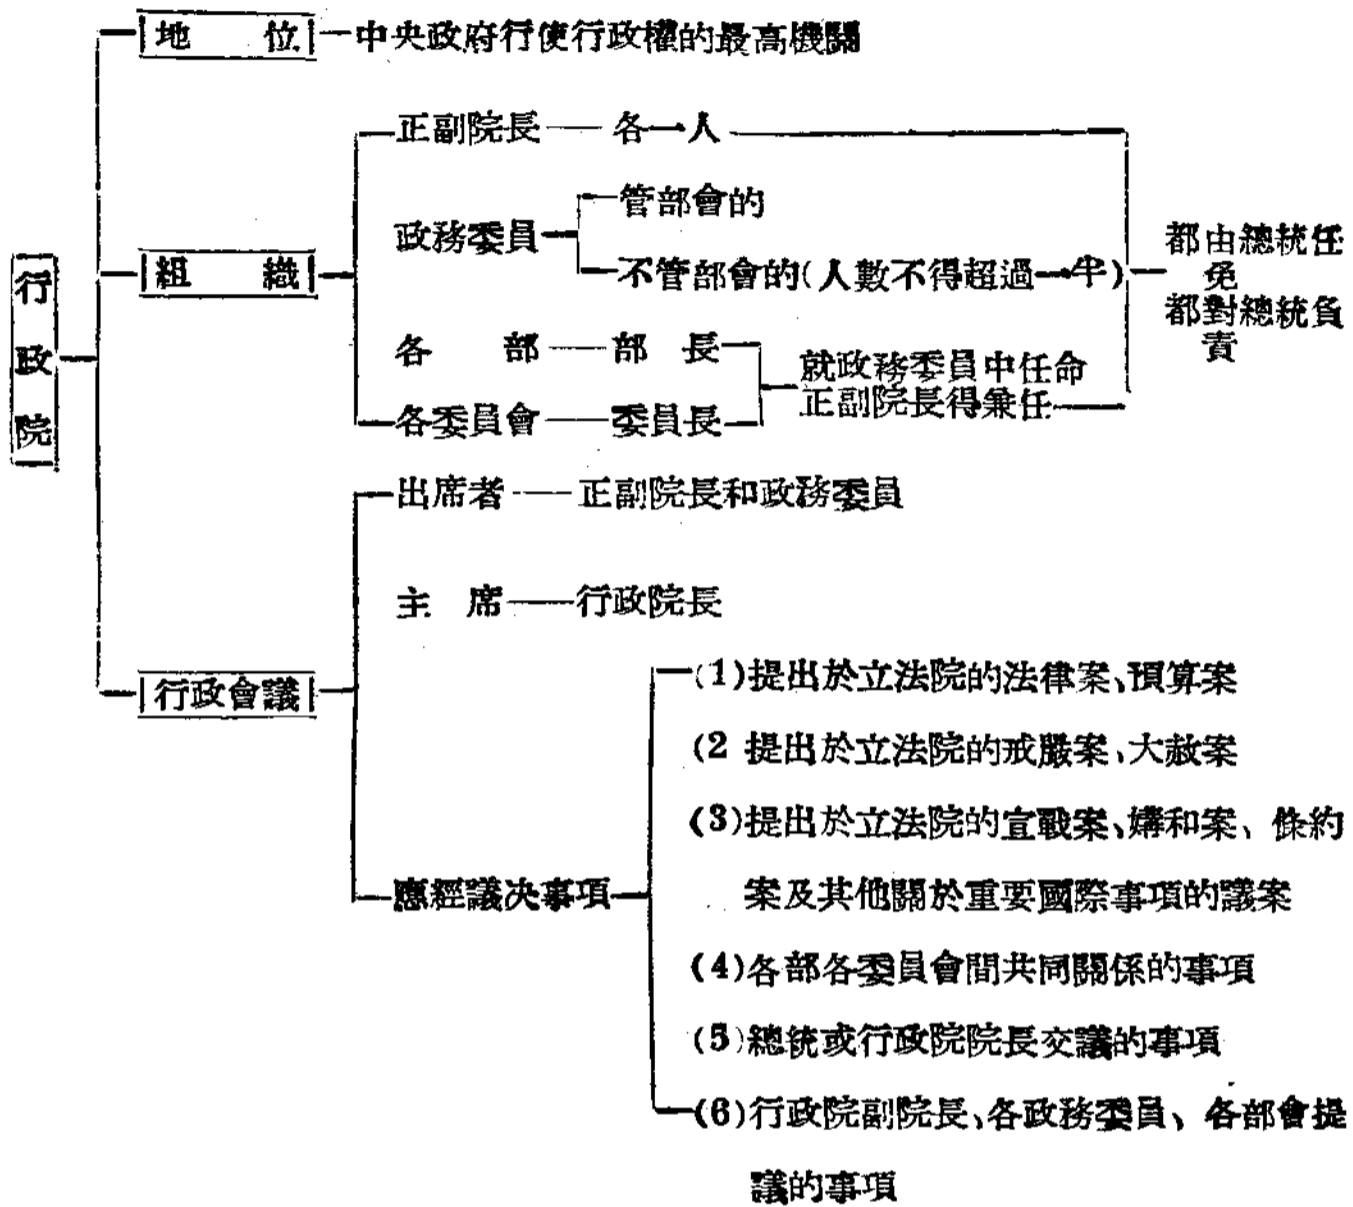 行政院
地 位
中央政府行使行政權的最高機關
組 織
正副院長 各一人
政務委員
管部會的
不管部會的(人數不得超過一半)
各 部 部 長
各委員會 委員長
就政務委員中任命
正副院長得兼任
都由總統任
免
都對總統負
責
行政會議
出席者 正副院長和政務委員
主 席 行政院長
應經議决事項
(1)提出於立法院的法律案、預算案
(2 提出於立法院的戒嚴案、大赦案
(3)提出於立法院的宣戰案、媾和案、條約
案及其他關於重要國際事項的議案
(4)各部各委員會間共同關係的事項
(5)總統或行政院院長交議的事項
(6)行政院副院長、各政務委員、各部會提
議的事項